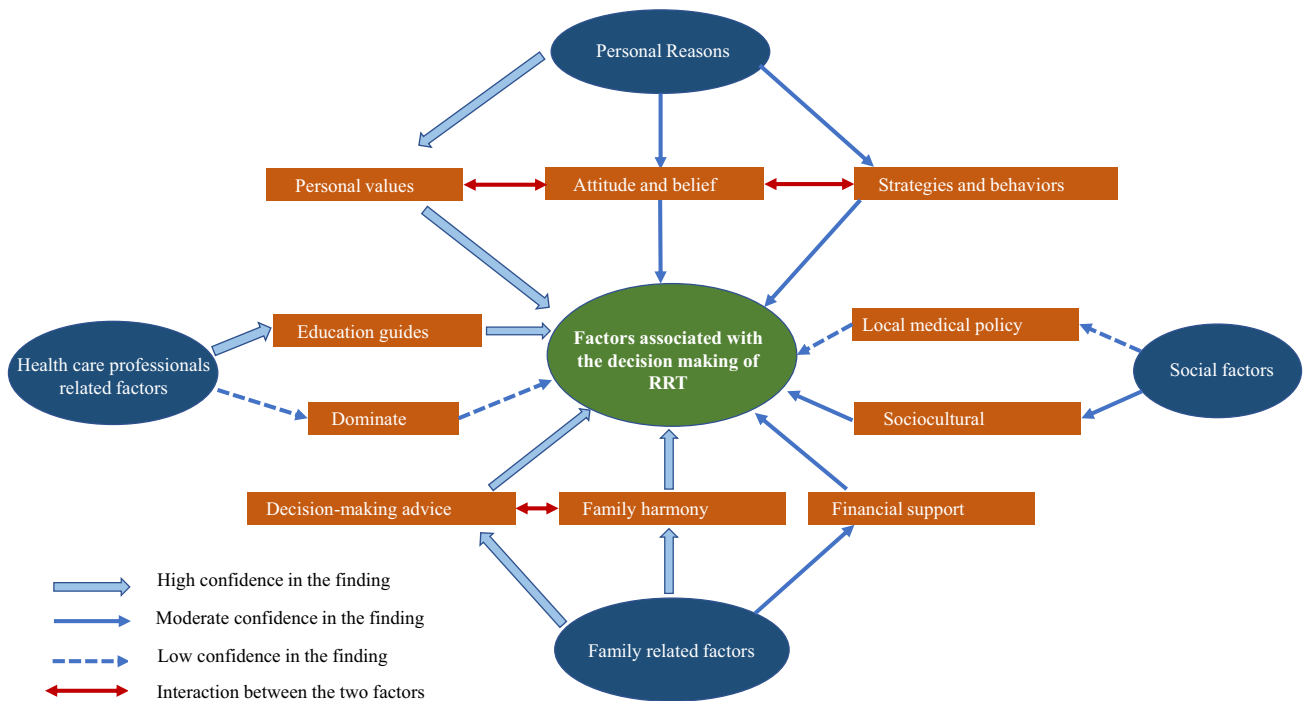 Personal Reasons
Personal values
Attitude and belief
Strategies and behaviors
Education guides
Factors associated with
the decision making of
RRT
Local medical policy
Health care professionals
related factors
Social factors
Dominate
Sociocultural
Decision-making advice
Family harmony
Financial support
High confidence in the finding
Moderate confidence in the finding
Low confidence in the finding
Interaction between the two factors
Family related factors